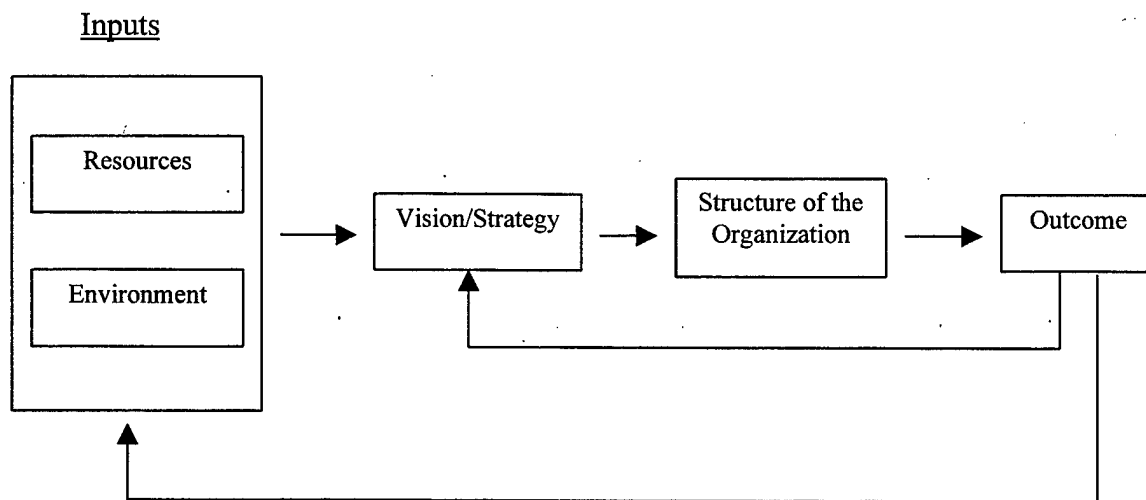 Inputs
Resources
Environment
Vision/Strategy
Structure of the
Organization
Outcome